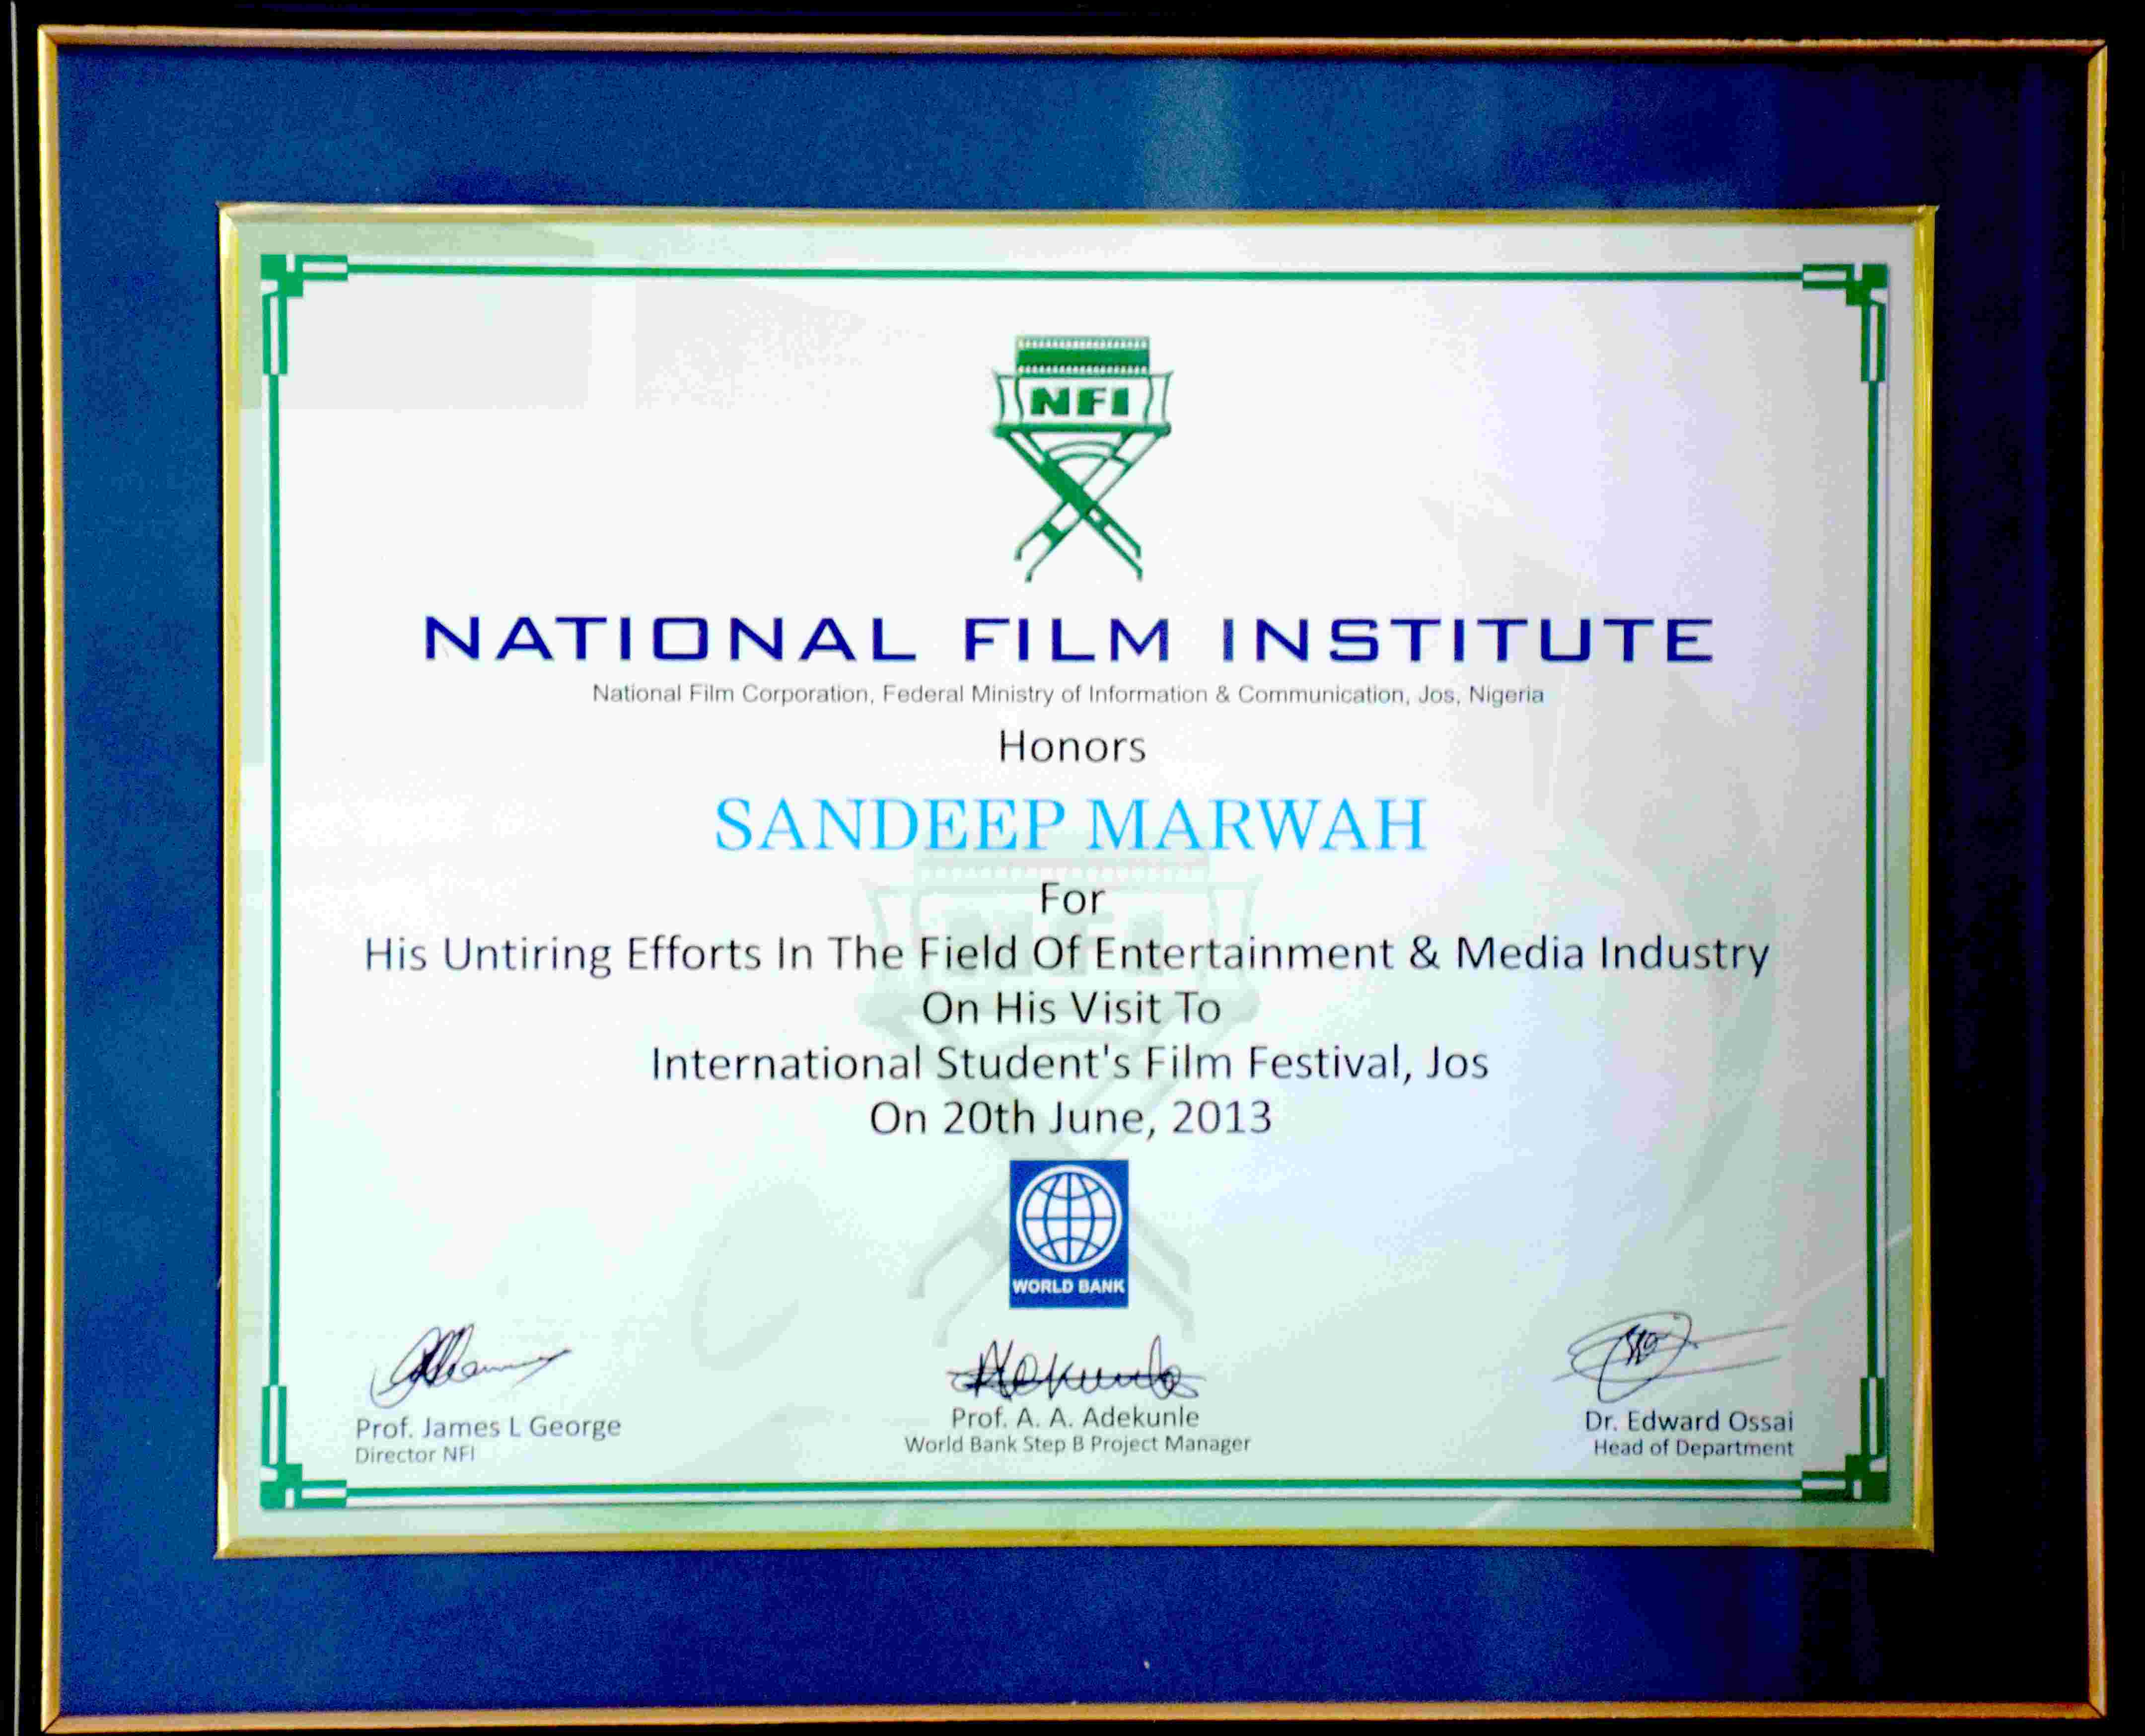 NFI
NATIONAL FILM INSTITUTE
National Film Corporation, Federal Ministry of Information & Communication, Jos, Nigeria
Honors
SANDEEP MARWAH
For
His Untiring Efforts In The Field Of Entertainment & Media Industry
On His Visit To
International Student's Film Festival, Jos
On 20th June, 2013
WORLD BANK
Prof. James L George
Director NFI
Prof. A. A. Adekunle
World Bank Step B Project Manager
Dr. Edward Ossai
Head of Department